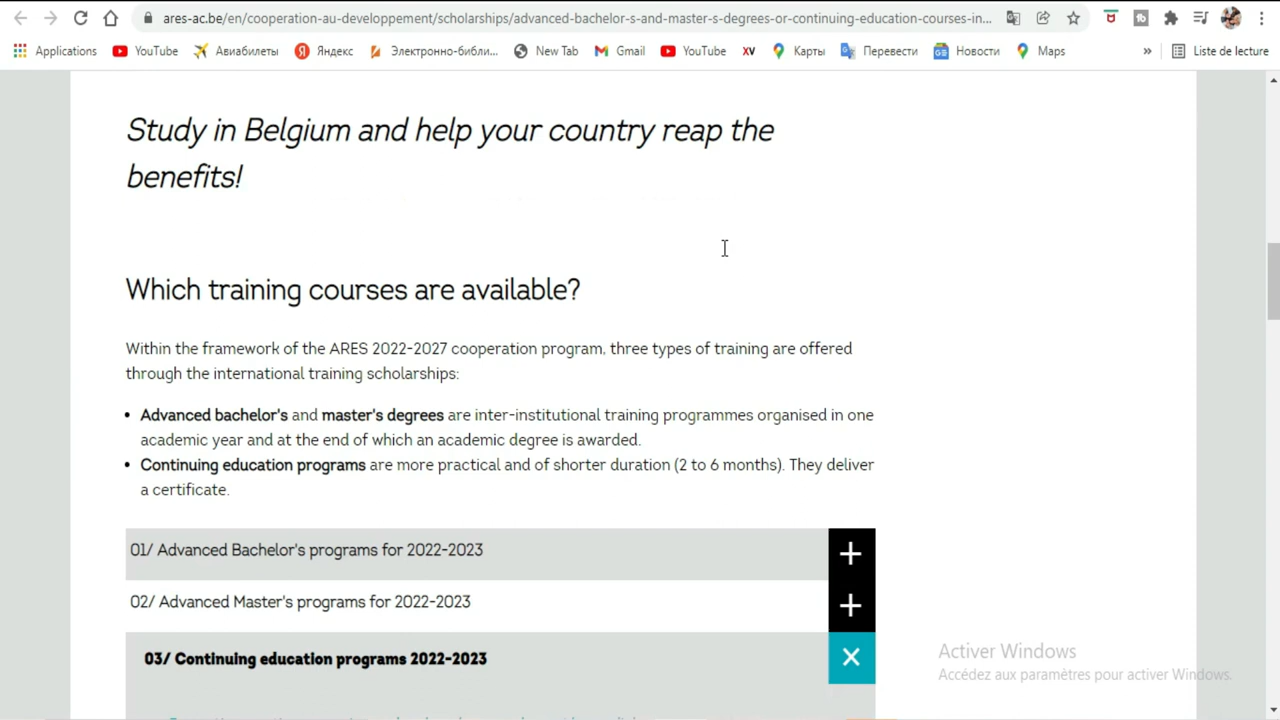 ares-ac.be/en/cooperation-au-developpement/scholarships/advanced-bachelor-s-and-master-s-degrees-or-continuing-education-courses-in...
Applications YouTube Авиабилеты Яндекс Электронно-библи... New Tab Gmail YouTube XV Карты Перевести Новости Maps » Liste de lecture
Study in Belgium and help your country reap the
benefits!
Which training courses are available?
Within the framework of the ARES 2022-2027 cooperation program, three types of training are offered
through the international training scholarships:
• Advanced bachelor's and master's degrees are inter-institutional training programmes organised in one
academic year and at the end of which an academic degree is awarded.
• Continuing education programs are more practical and of shorter duration (2 to 6 months). They deliver
a certificate.
01/ Advanced Bachelor's programs for 2022-2023
02/ Advanced Master's programs for 2022-2023
03/ Continuing education programs 2022-2023
Activer Windows
Accédez aux paramètres pour activer Windows.